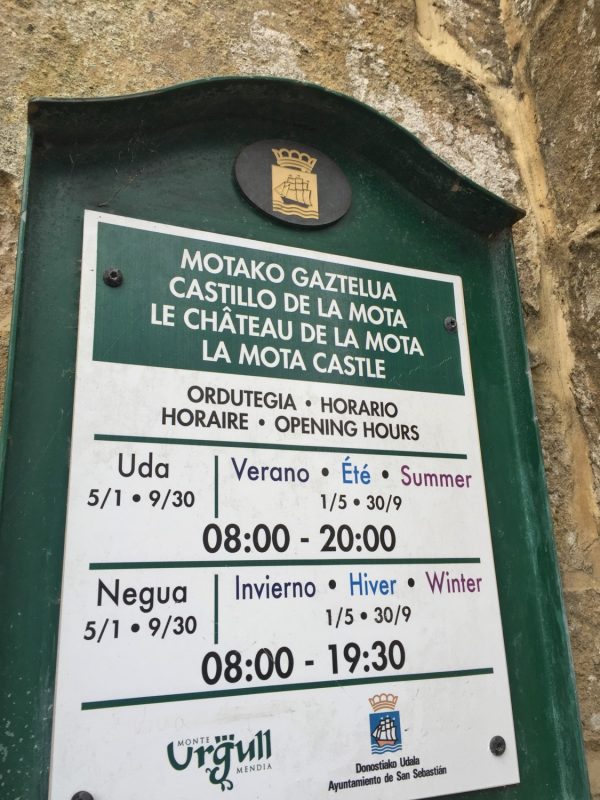 MOTAKO GAZTELUA
CASTILLO DE LA MOTA
LE CHÂTEAU DE LA MOTA
LA MOTA CASTLE
ORDUTEGIA • HORARIO
HORAIRE • OPENING HOURS
Uda
5/1 • 9/30
Verano • Été • Summer
1/5 • 30/9
08:00 - 20:00
Negua
5/1 • 9/30
Invierno • Hiver • Winter
1/5 • 30/9
08:00 - 19:30
MONTE
Urgull
MENDIA
Donostiako Udala
Ayuntamiento de San Sebastián